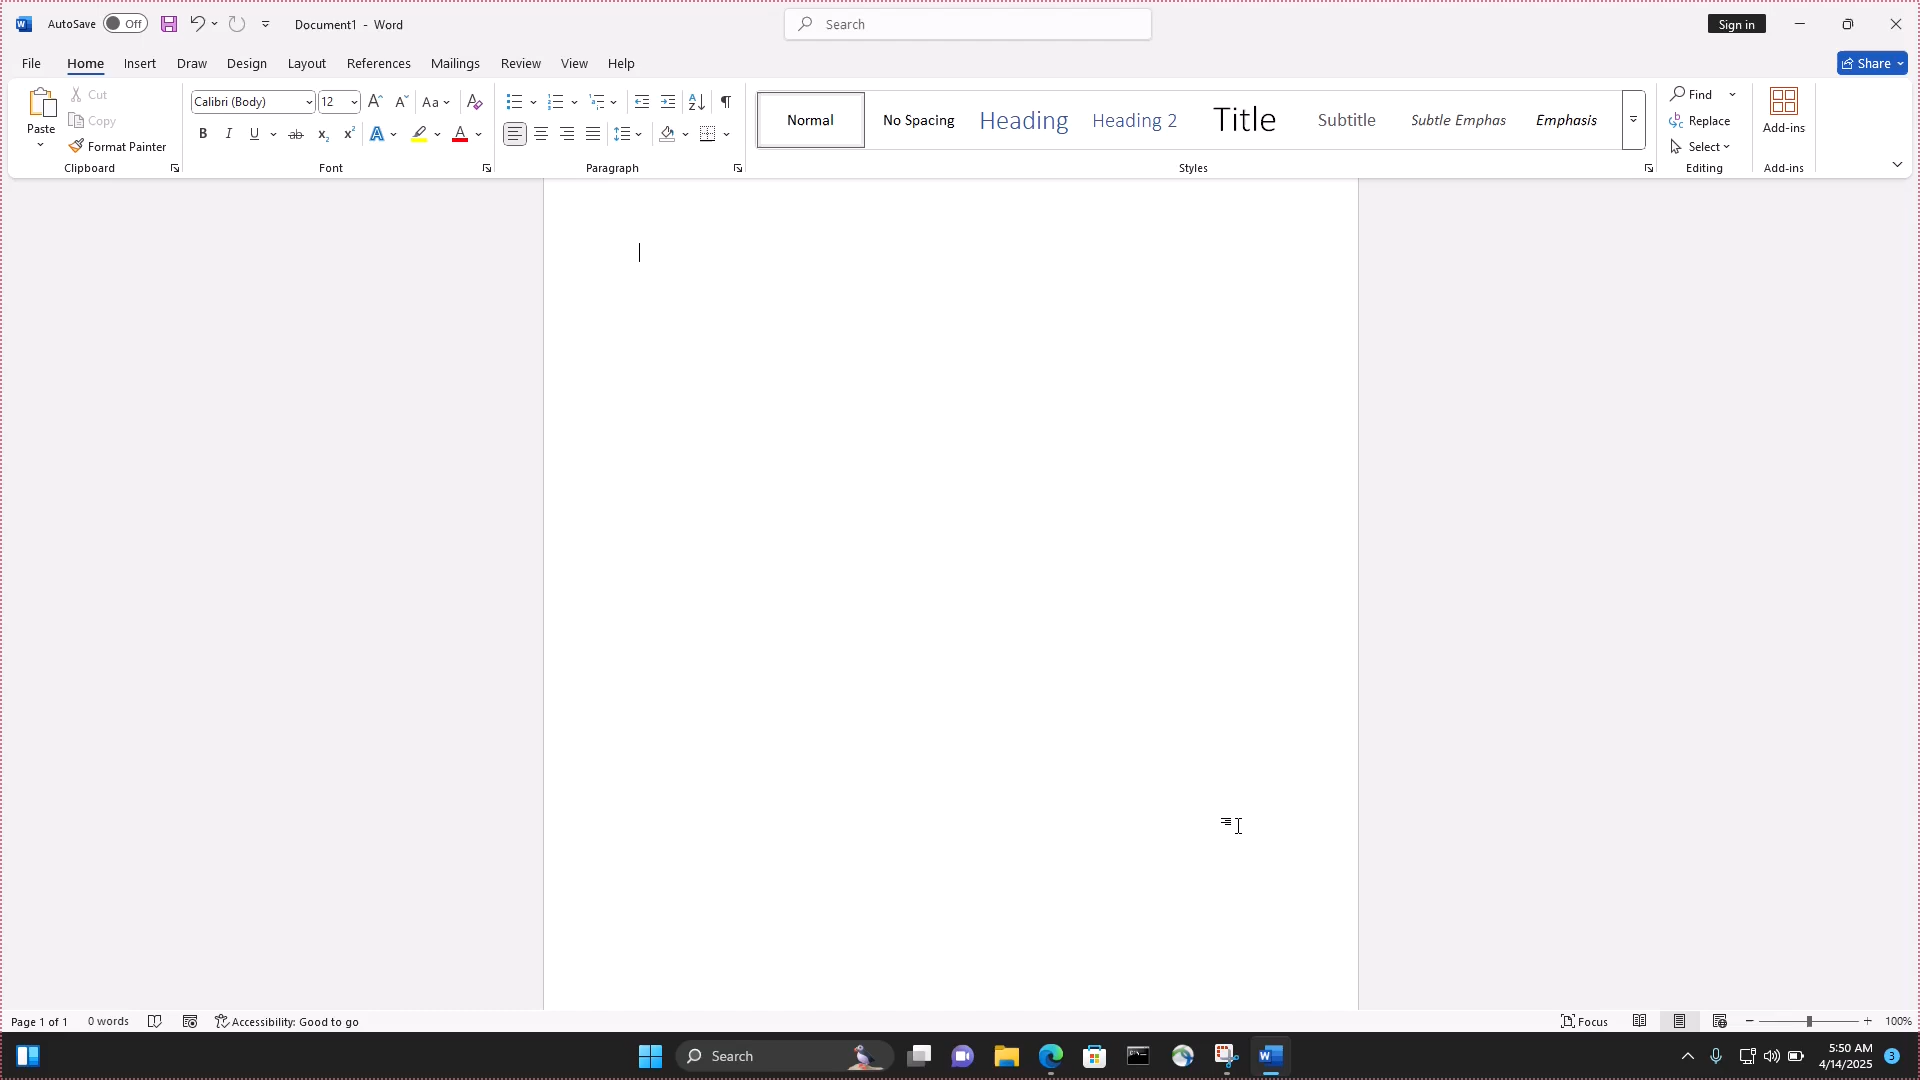 AutoSave Off Document1 - Word Search Sign in
File Home Insert Draw Design Layout References Mailings Review View Help Share
Paste Cut Copy Format Painter Clipboard
Calibri (Body) 12 Aa Font
Paragraph
Normal No Spacing Heading Heading 2 Title Subtitle Subtle Emphas Emphasis Styles
Find Replace Select Editing
Add-ins Add-ins
Page 1 of 1 0 words Accessibility: Good to go Focus 100%
Search 5:50 AM
4/14/2025 3